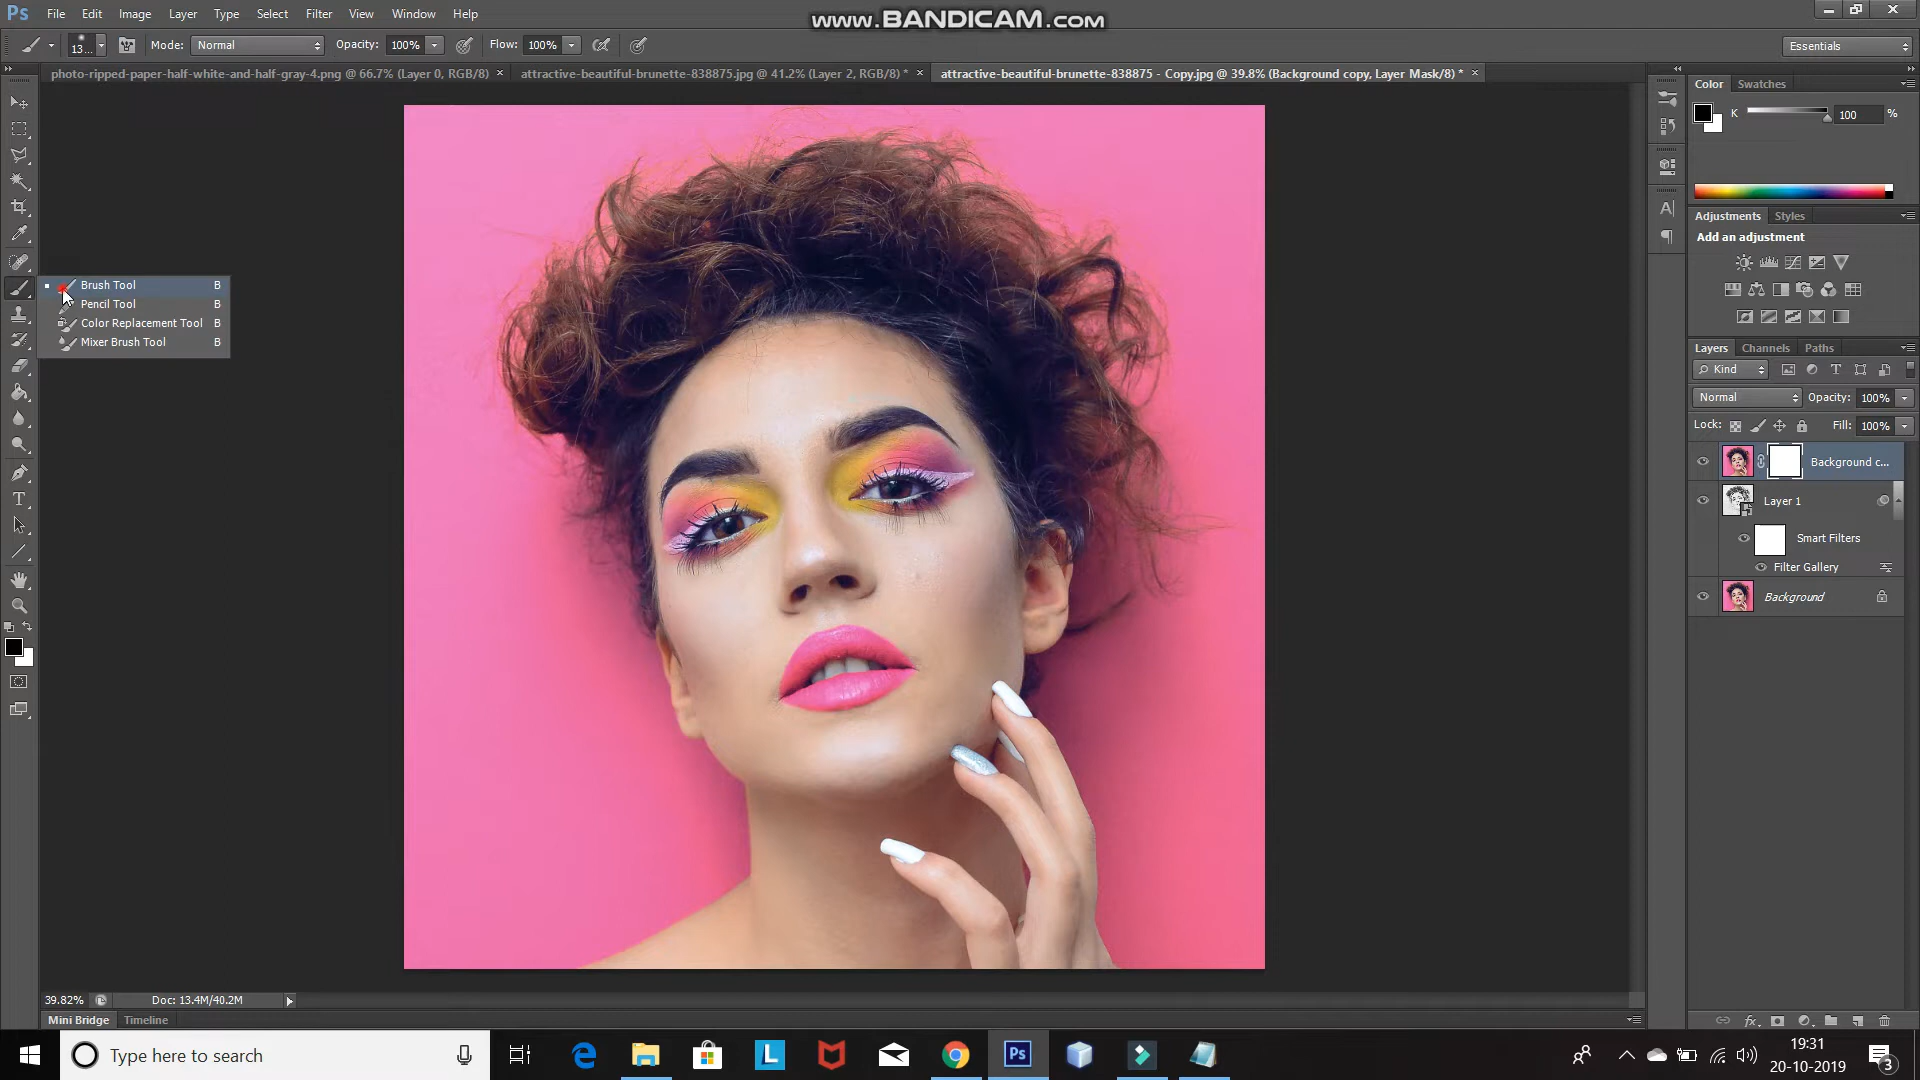 Ps File Edit Image Layer Type Select Filter View Window Help
www.BANDICAM.com
13... Mode: Normal Opacity: 100% Flow: 100% Essentials
photo-ripped-paper-half-white-and-half-gray-4.png @ 66.7% (Layer 0, RGB/8) ×
attractive-beautiful-brunette-838875.jpg @ 41.2% (Layer 2, RGB/8) * ×
attractive-beautiful-brunette-838875 - Copy.jpg @ 39.8% (Background copy, Layer Mask/8) * ×
Color Swatches
K 100 %
Adjustments Styles
Add an adjustment
Brush Tool B
Pencil Tool B
Color Replacement Tool B
Mixer Brush Tool B
Layers Channels Paths
Kind
Normal Opacity: 100%
Lock: Fill: 100%
Background c...
Layer 1
Smart Filters
Filter Gallery
Background
39.82% Doc: 13.4M/40.2M
Mini Bridge Timeline
Type here to search
19:31
20-10-2019
3